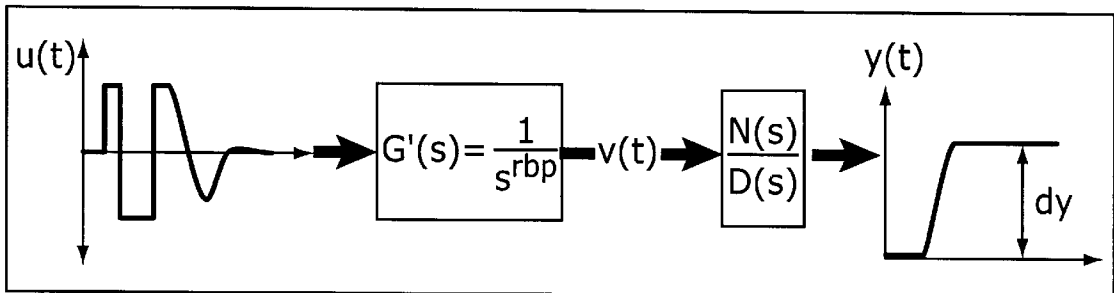 u(t)
G'(s)= 1
s^rbp
v(t)
N(s)
D(s)
y(t)
dy